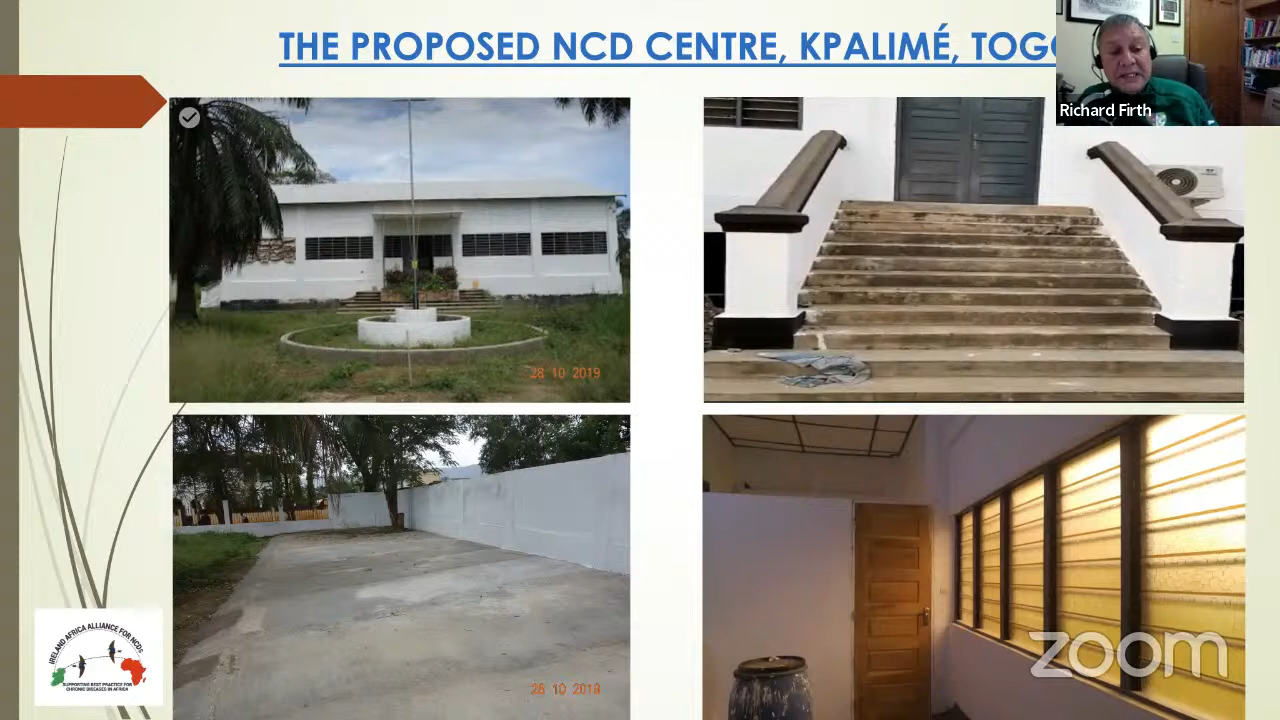 THE PROPOSED NCD CENTRE, KPALIMÉ, TOGO
Richard Firth
28 10 2019
28 10 2019
IRELAND AFRICA ALLIANCE FOR NCDS
SUPPORTING BEST PRACTICE FOR
CHRONIC DISEASES IN AFRICA
zoom